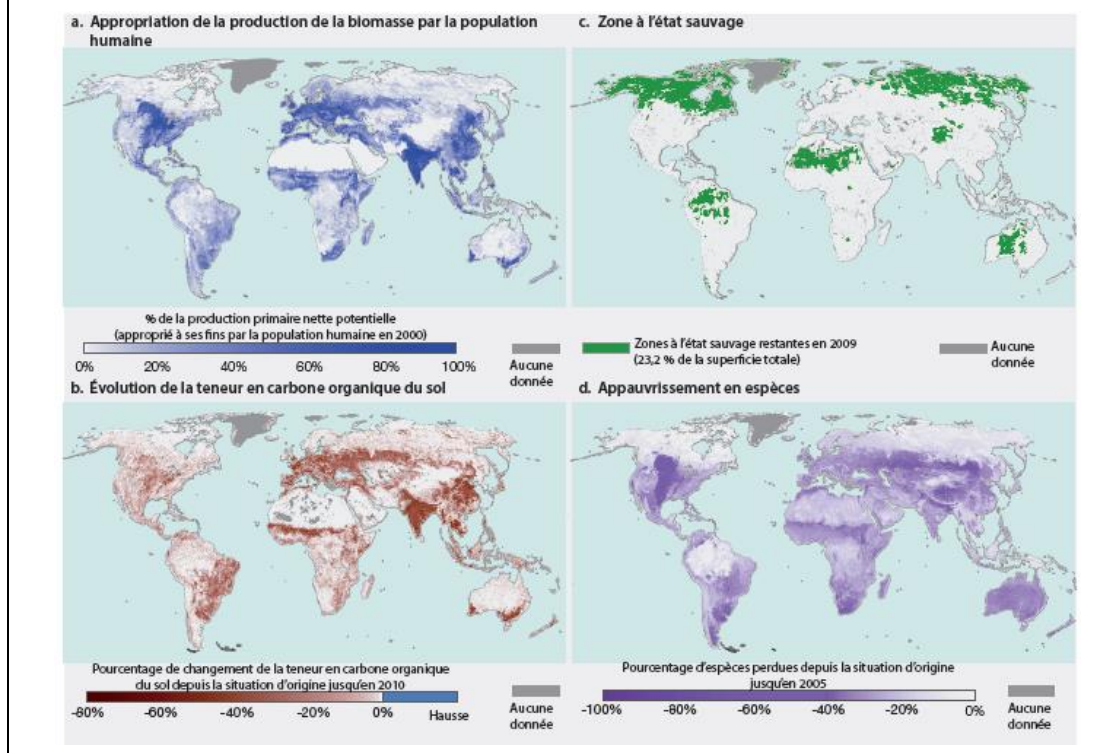 a. Appropriation de la production de la biomasse par la population
humaine
% de la production primaire nette potentielle
(approprié à ses fins par la population humaine en 2000)
0% 20% 40% 60% 80% 100%
Aucune
donnée
c. Zone à l'état sauvage
Zones à l'état sauvage restantes en 2009
(23,2 % de la superficie totale)
Aucune
donnée
b. Évolution de la teneur en carbone organique du sol
Pourcentage de changement de la teneur en carbone organique
du sol depuis la situation d'origine jusqu'en 2010
-80% -60% -40% -20% 0% Hausse
Aucune
donnée
d. Appauvrissement en espèces
Pourcentage d'espèces perdues depuis la situation d'origine
jusqu'en 2005
-100% -80% -60% -40% -20% 0%
Aucune
donnée